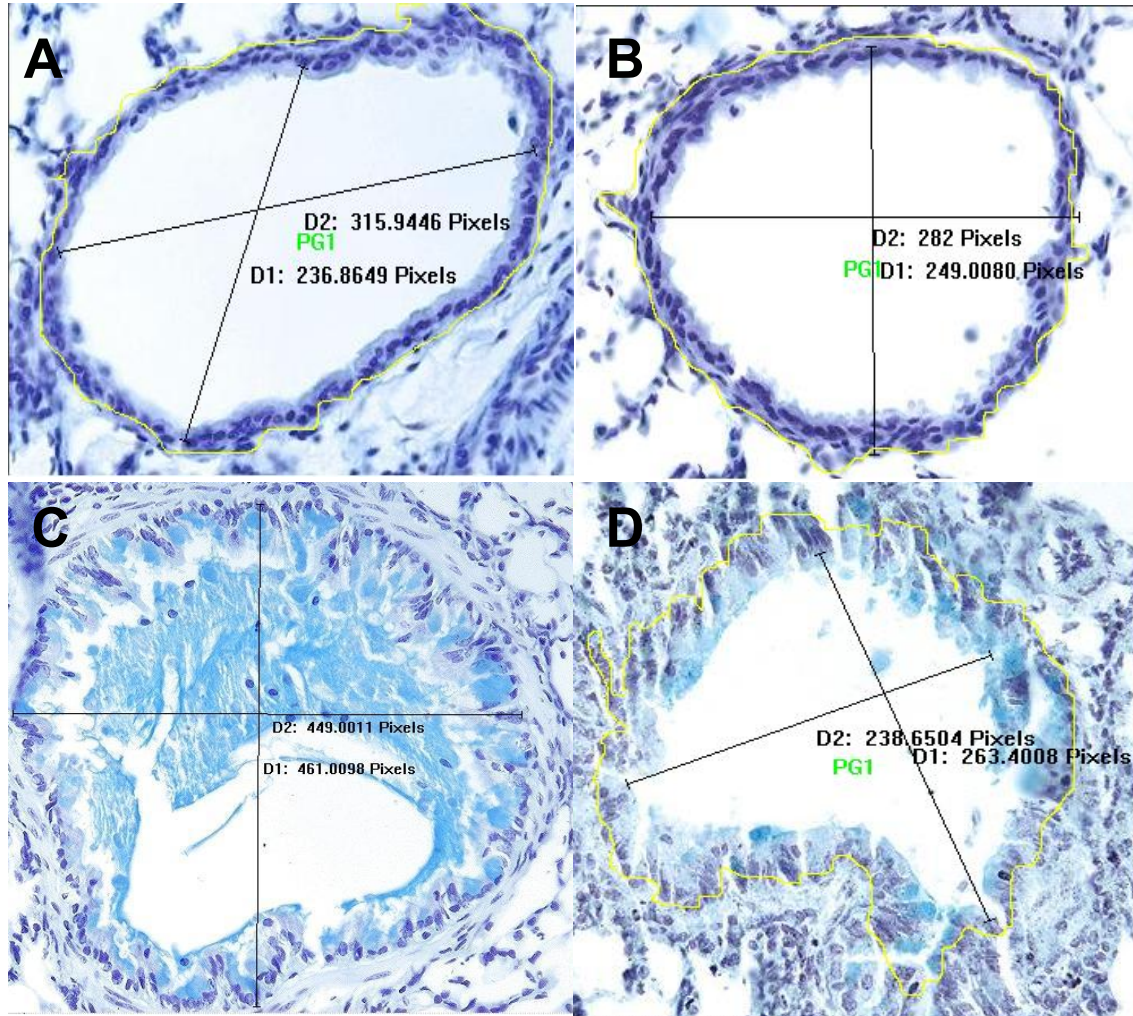 A
D2: 315.9446 Pixels
PG1
D1: 236.8649 Pixels
B
D2: 282 Pixels
PG1
D1: 249.0080 Pixels
C
D2: 449.0011 Pixels
D1: 461.0098 Pixels
D
D2: 238.6504 Pixels
D1: 263.4008 Pixels
PG1